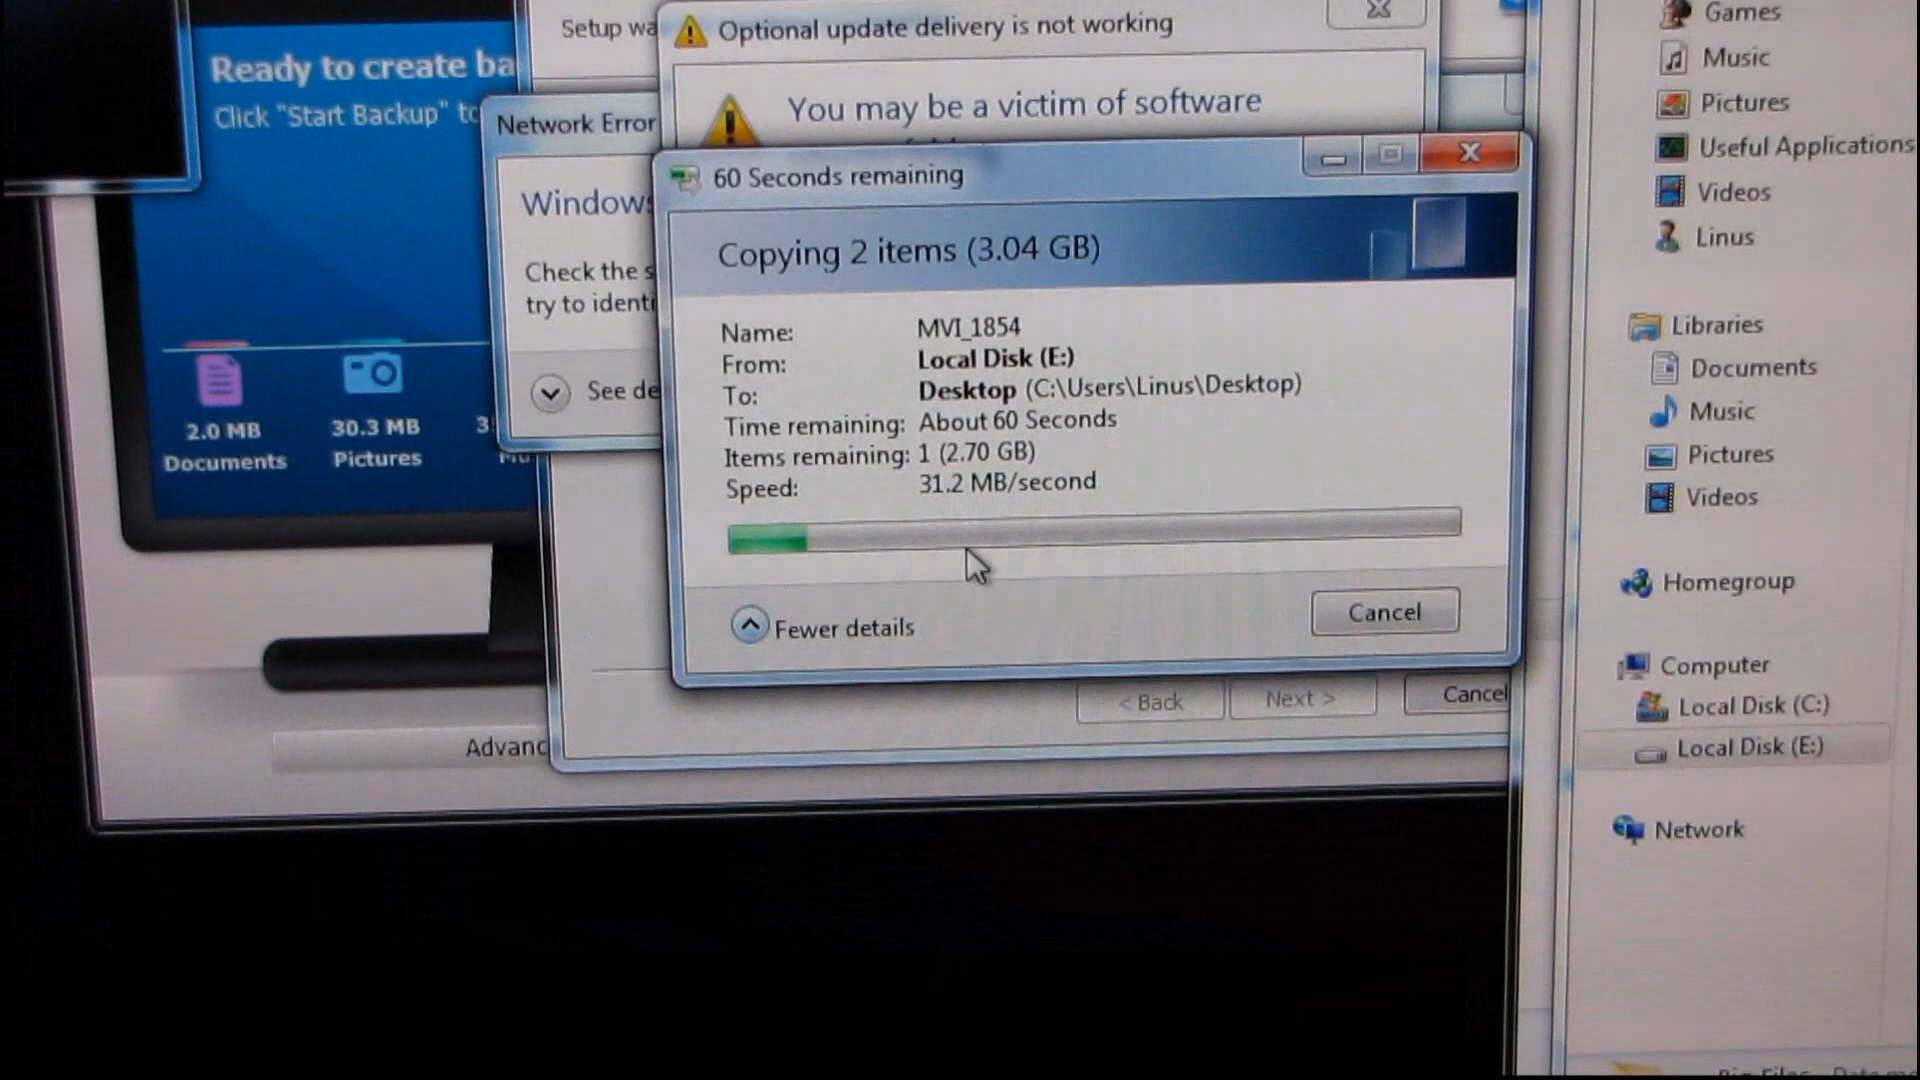 Ready to create ba
Click "Start Backup" to
2.0 MB
Documents
30.3 MB
Pictures
Advanc
Setup wa
Network Error
Windows
Check the s
try to identi
See de
Optional update delivery is not working
You may be a victim of software
60 Seconds remaining
Copying 2 items (3.04 GB)
Name: MVI_1854
From: Local Disk (E:)
To: Desktop (C:\Users\Linus\Desktop)
Time remaining: About 60 Seconds
Items remaining: 1 (2.70 GB)
Speed: 31.2 MB/second
Fewer details
Cancel
< Back
Next >
Cancel
Games
Music
Pictures
Useful Applications
Videos
Linus
Libraries
Documents
Music
Pictures
Videos
Homegroup
Computer
Local Disk (C:)
Local Disk (E:)
Network